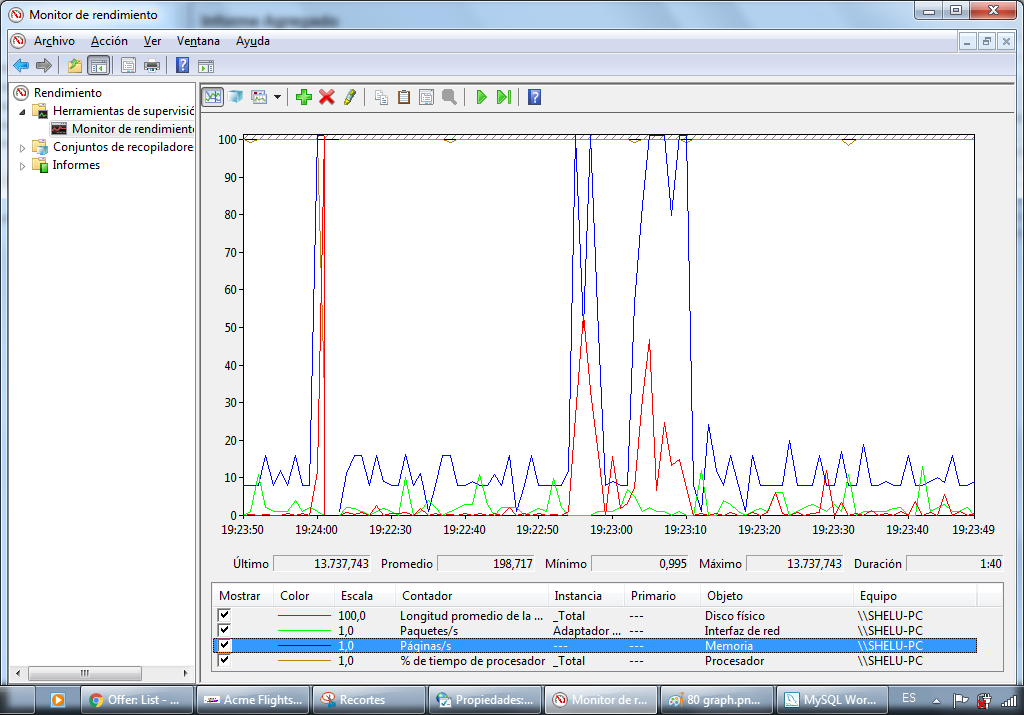 Monitor de rendimiento
Informe Agregado
Archivo Acción Ver Ventana Ayuda
Rendimiento
Herramientas de supervisió
Monitor de rendimiento
Conjuntos de recopiladore
Informes
100
90
80
70
60
50
40
30
20
10
0
19:23:50 19:24:00 19:22:30 19:22:40 19:22:50 19:23:00 19:23:10 19:23:20 19:23:30 19:23:40 19:23:49
Último 13.737,743 Promedio 198,717 Mínimo 0,995 Máximo 13.737,743 Duración 1:40
Mostrar Color Escala Contador Instancia Primario Objeto Equipo
100,0 Longitud promedio de la ... _Total --- Disco físico \\SHELU-PC
1,0 Paquetes/s Adaptador ... --- Interfaz de red \\SHELU-PC
1,0 Páginas/s --- --- Memoria \\SHELU-PC
1,0 % de tiempo de procesador _Total --- Procesador \\SHELU-PC
Offer: List - ... Acme Flights... Recortes Propiedades:... Monitor de r... 80 graph.pn... MySQL Wor... ES